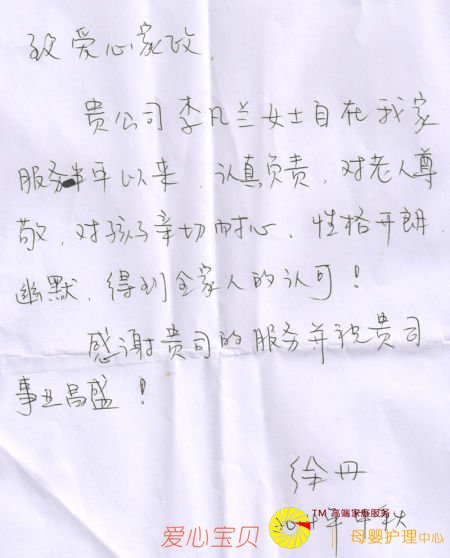 致爱心家政，
贵公司李凡兰女士自在我家
服务半年以来，认真负责，对老人尊
敬，对孩子亲切耐心，性格开朗，
幽默，得到全家人的认可！
感谢贵司的服务并祝贵司
事业昌盛！
徐丹
年中秋
爱心宝贝 TM 高端家庭服务 母婴护理中心